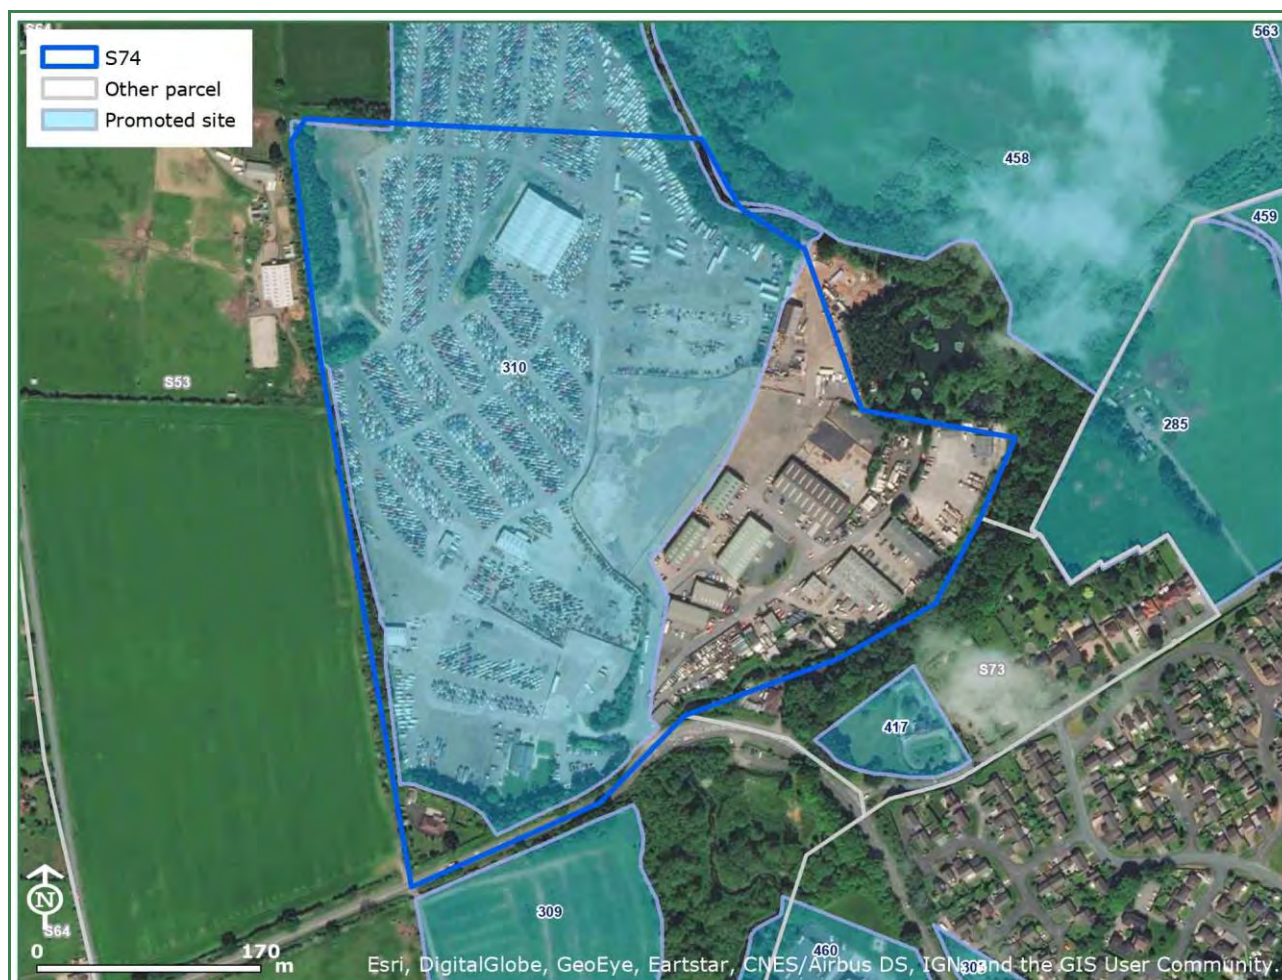 S64
S74
Other parcel
Promoted site
563
458
459
310
S53
285
S73
417
309
S64
460
303
N
0 170
m
Esri, DigitalGlobe, GeoEye, Eartstar, CNES/Airbus DS, IGN, and the GIS User Community